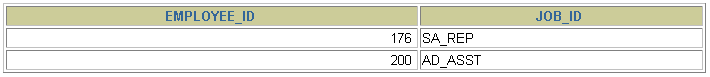 EMPLOYEE_ID JOB_ID
176 SA_REP
200 AD_ASST